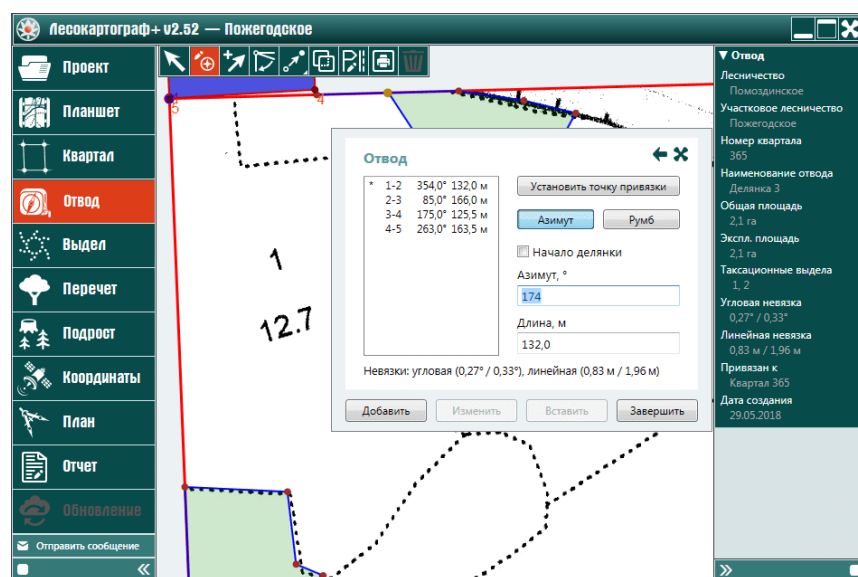 Лесокартограф+ v2.52 — Пожегодское
Проект
Планшет
Квартал
Отвод
Выдел
Перечет
Подрост
Координаты
План
Отчет
Обновление
Отправить сообщение
5
4
1
12.7
Отвод
* 1-2 354,0° 132,0 м
2-3 85,0° 166,0 м
3-4 175,0° 125,5 м
4-5 263,0° 163,5 м
Установить точку привязки
Азимут
Румб
Начало делянки
Азимут, °
174
Длина, м
132,0
Невязки: угловая (0,27° / 0,33°), линейная (0,83 м / 1,96 м)
Добавить
Изменить
Вставить
Завершить
▼ Отвод
Лесничество
Помоздинское
Участковое лесничество
Пожегодское
Номер квартала
365
Наименование отвода
Делянка 3
Общая площадь
2,1 га
Экспл. площадь
2,1 га
Таксационные выдела
1, 2
Угловая невязка
0,27° / 0,33°
Линейная невязка
0,83 м / 1,96 м
Привязан к
Квартал 365
Дата создания
29.05.2018